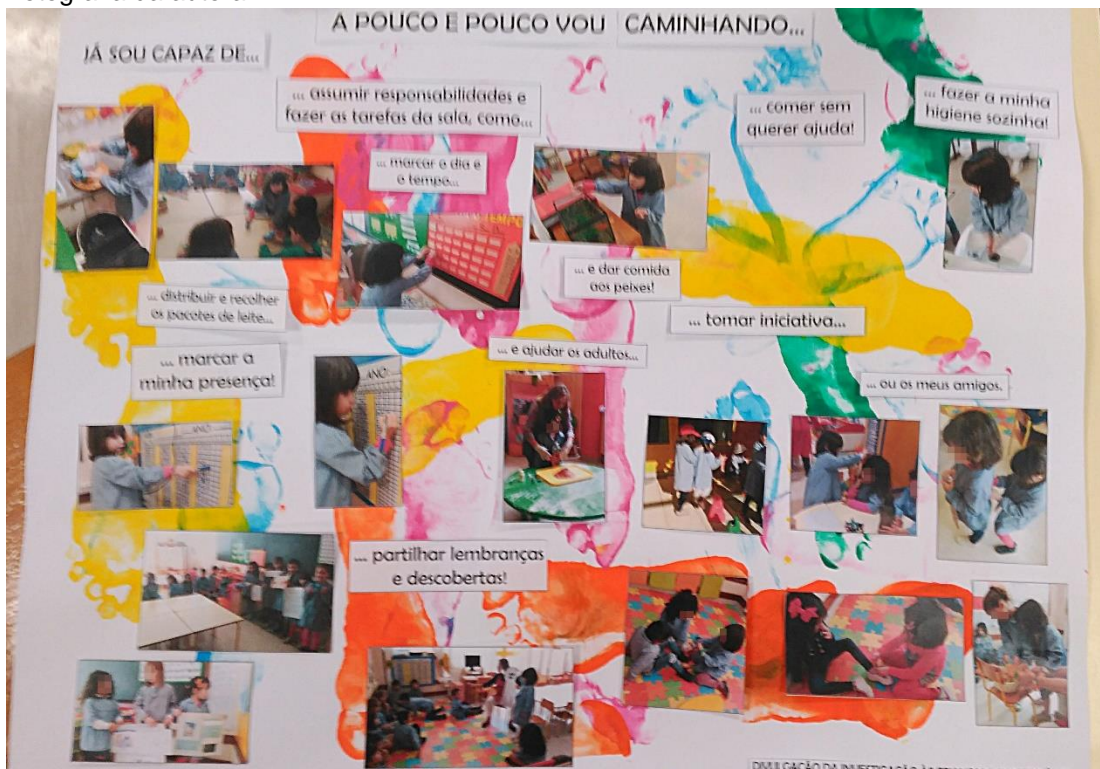 A POUCO E POUCO VOU CAMINHANDO...
JÁ SOU CAPAZ DE...
... assumir responsabilidades e
fazer as tarefas da sala, como...
... comer sem
querer ajuda!
... fazer a minha
higiene sozinha!
... marcar o dia e
o tempo...
... e dar comida
aos peixes!
... distribuir e recolher
os pacotes de leite...
... tomar iniciativa...
... marcar a
minha presença!
... e ajudar os adultos...
... ou os meus amigos.
ANO
... partilhar lembranças
e descobertas!